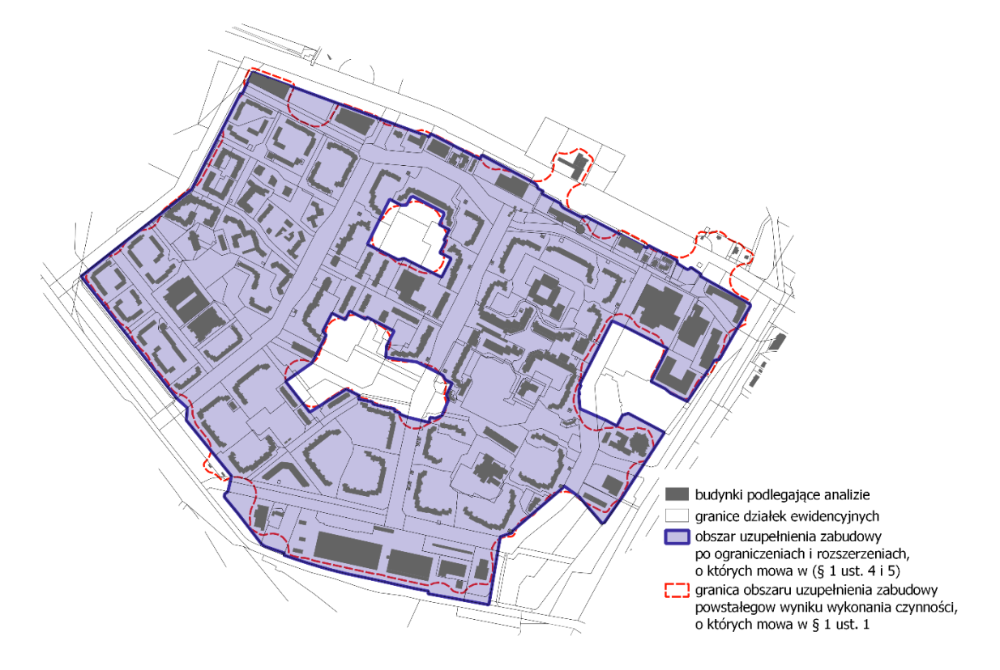 budynki podlegające analizie
granice działek ewidencyjnych
obszar uzupełnienia zabudowy
po ograniczeniach i rozszerzeniach,
o których mowa w (§ 1 ust. 4 i 5)
granica obszaru uzupełnienia zabudowy
powstałegow wyniku wykonania czynności,
o których mowa w § 1 ust. 1